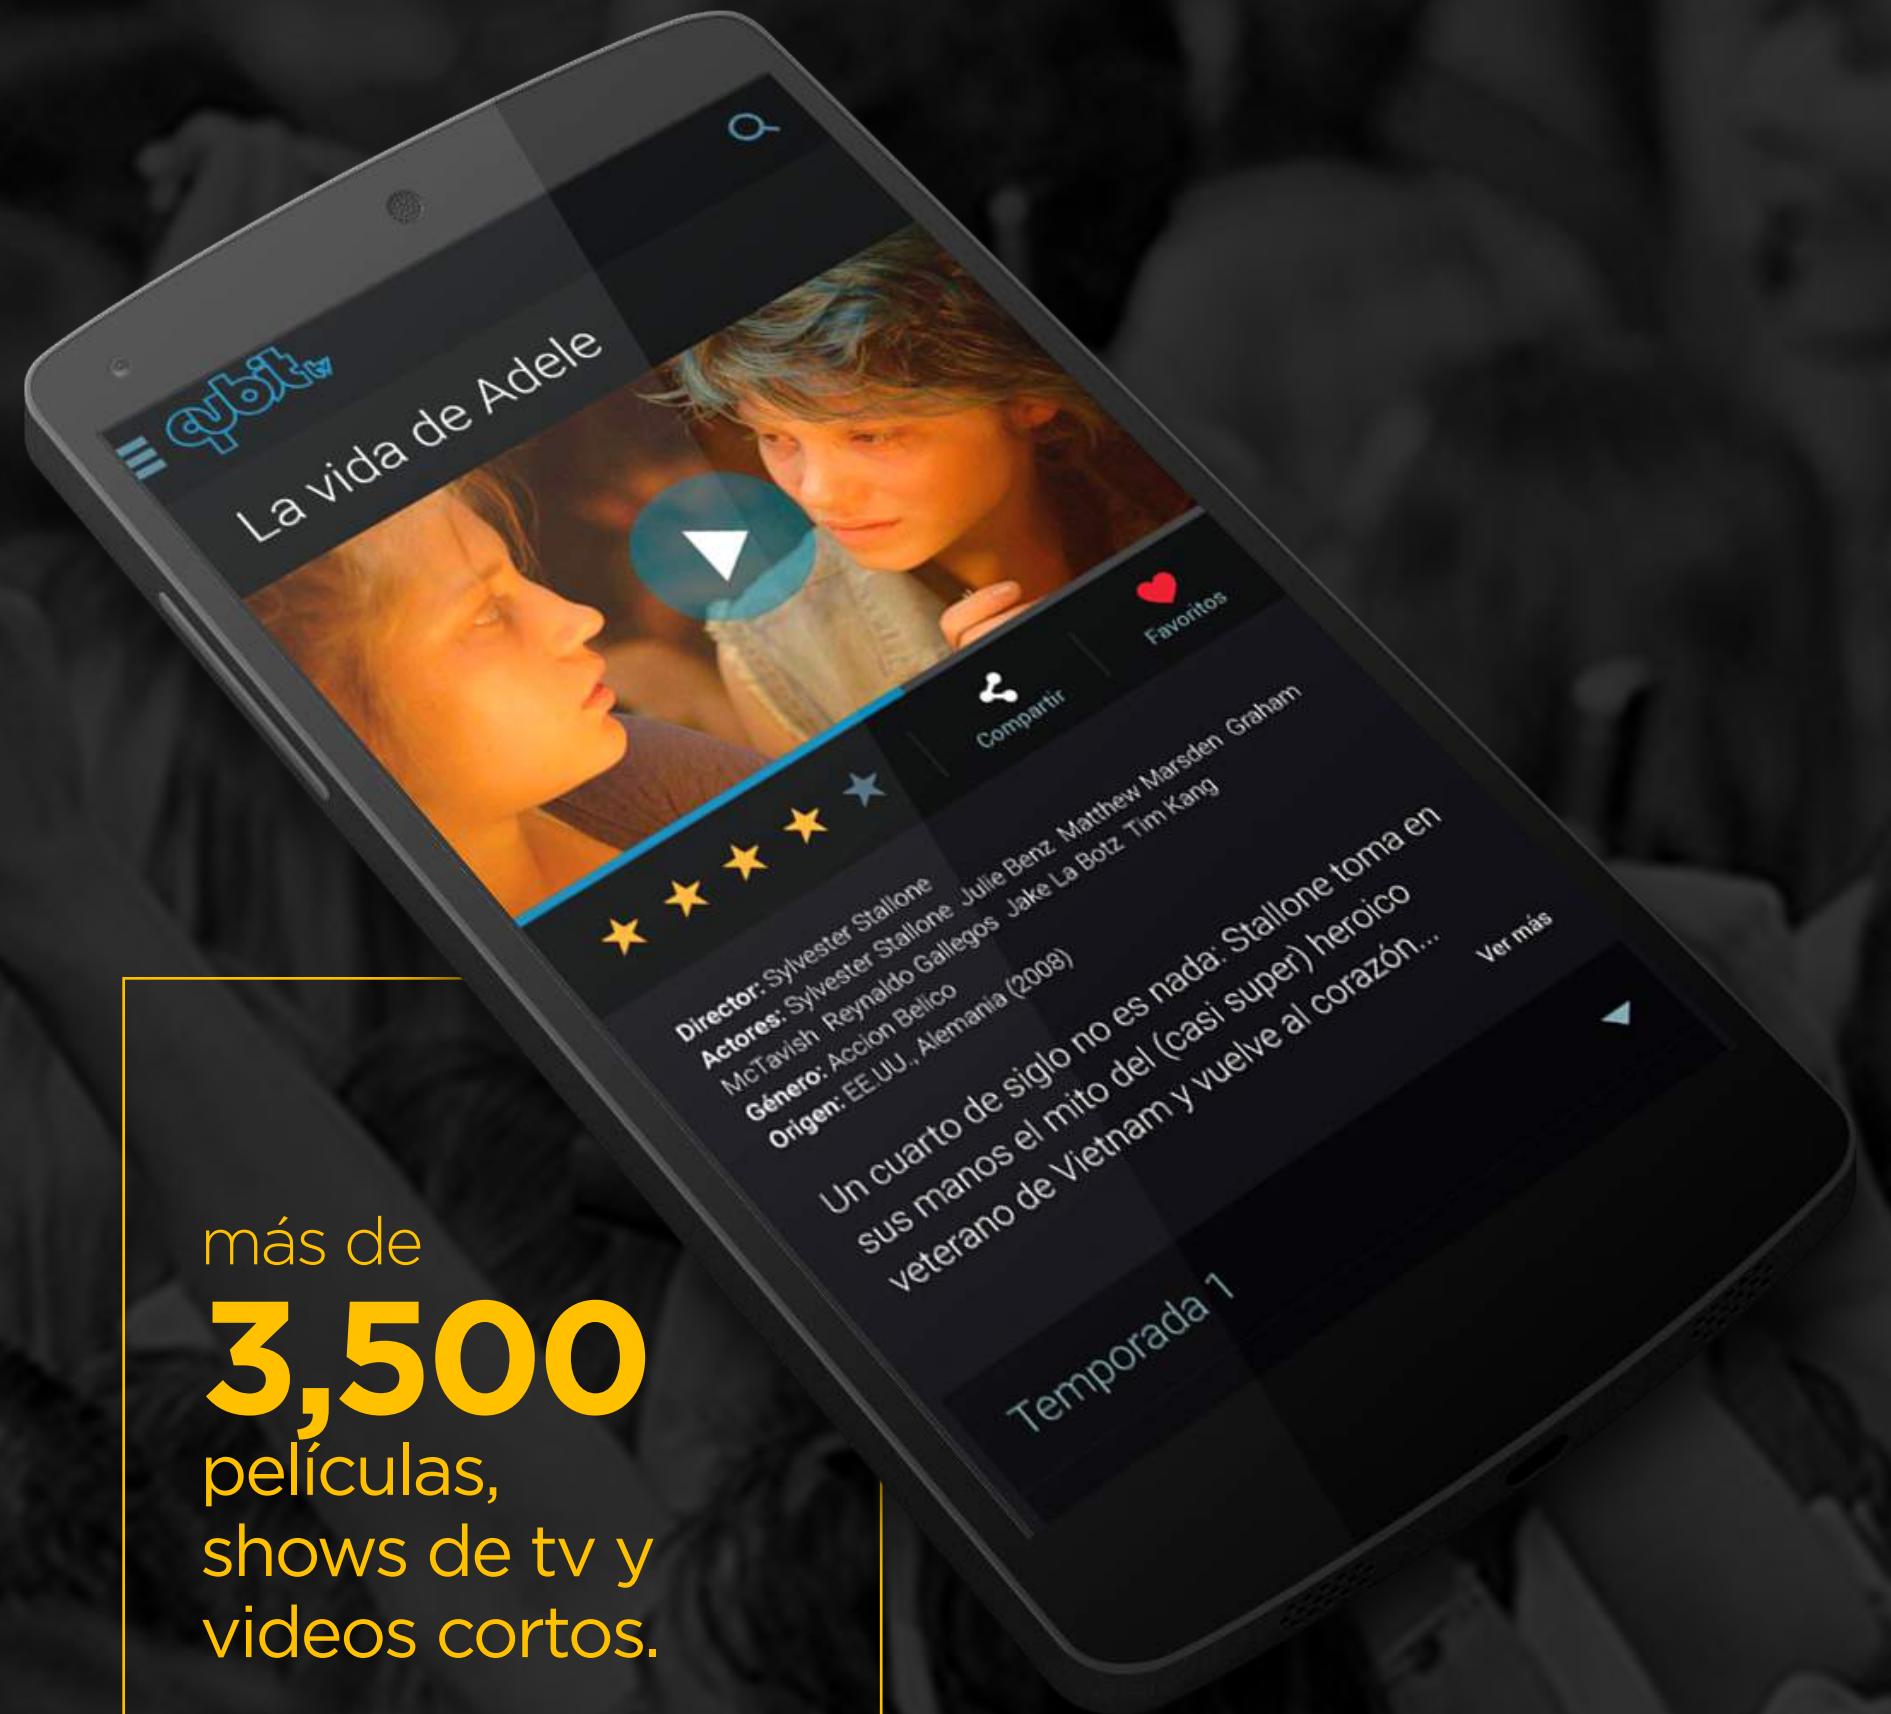 qubit tv
La vida de Adele
Compartir
Favoritos
Director: Sylvester Stallone
Actores: Sylvester Stallone Julie Benz Matthew Marsden Graham
McTavish Reynaldo Gallegos Jake La Botz Tim Kang
Género: Accion Belico
Origen: EE.UU., Alemania (2008)
Un cuarto de siglo no es nada: Stallone toma en
sus manos el mito del (casi super) heroico
veterano de Vietnam y vuelve al corazón...
Ver más
Temporada 1
más de
3,500
películas,
shows de tv y
videos cortos.